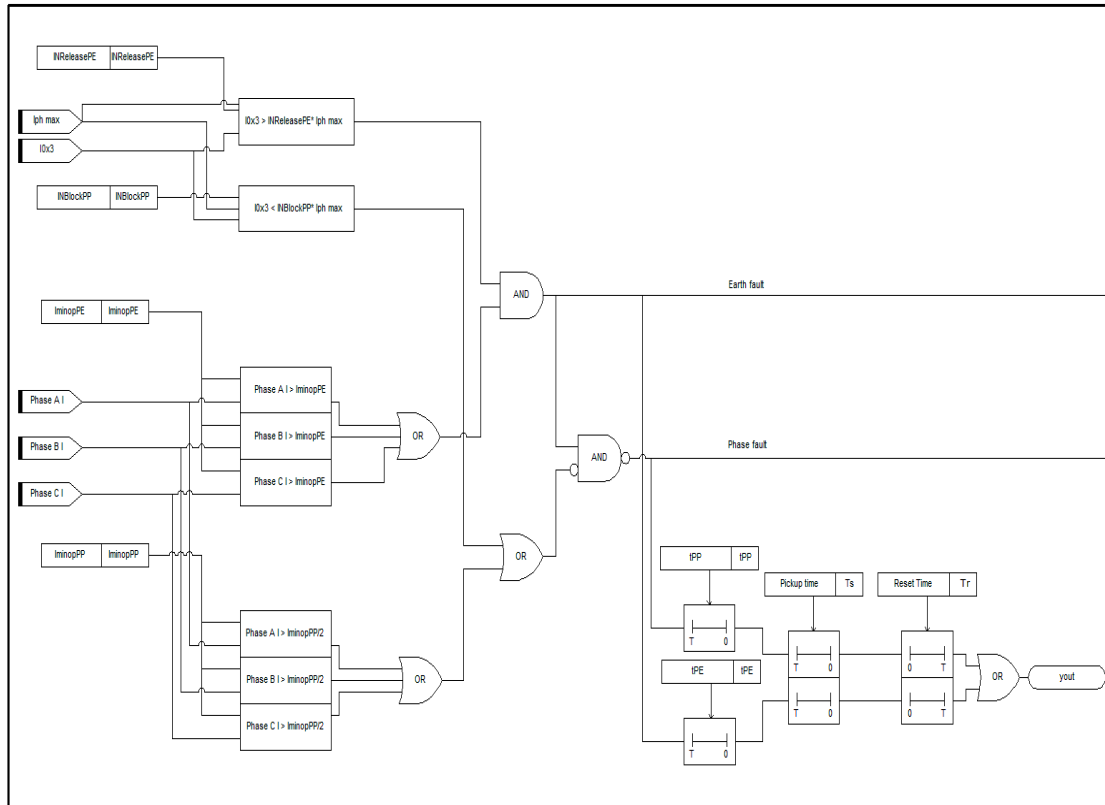 INReleasePE INReleasePE
Iph max
I0x3
I0x3 > INReleasePE* Iph max
INBlockPP INBlockPP
I0x3 < INBlockPP* Iph max
AND
Earth fault
IminopPE IminopPE
Phase A I
Phase A I > IminopPE
Phase B I
Phase B I > IminopPE
OR
AND
Phase fault
Phase C I
Phase C I > IminopPE
IminopPP IminopPP
OR
tPP tPP
Pickup time Ts
Reset Time Tr
Phase A I > IminopPP/2
T 0
Phase B I > IminopPP/2
OR
tPE tPE
T 0
0 T
OR
yout
Phase C I > IminopPP/2
T 0
0 T
T 0